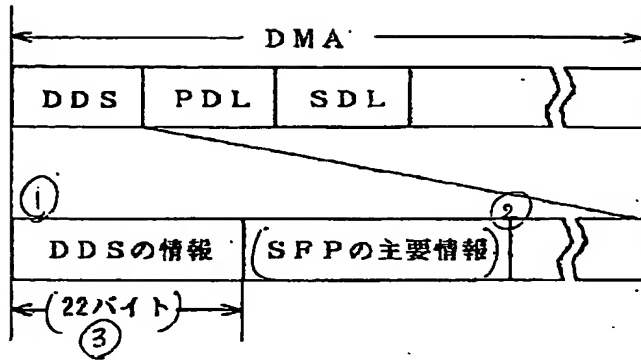 DMA
DDS PDL SDL
① ②
DDSの情報 (SFPの主要情報)
(22バイト)
③